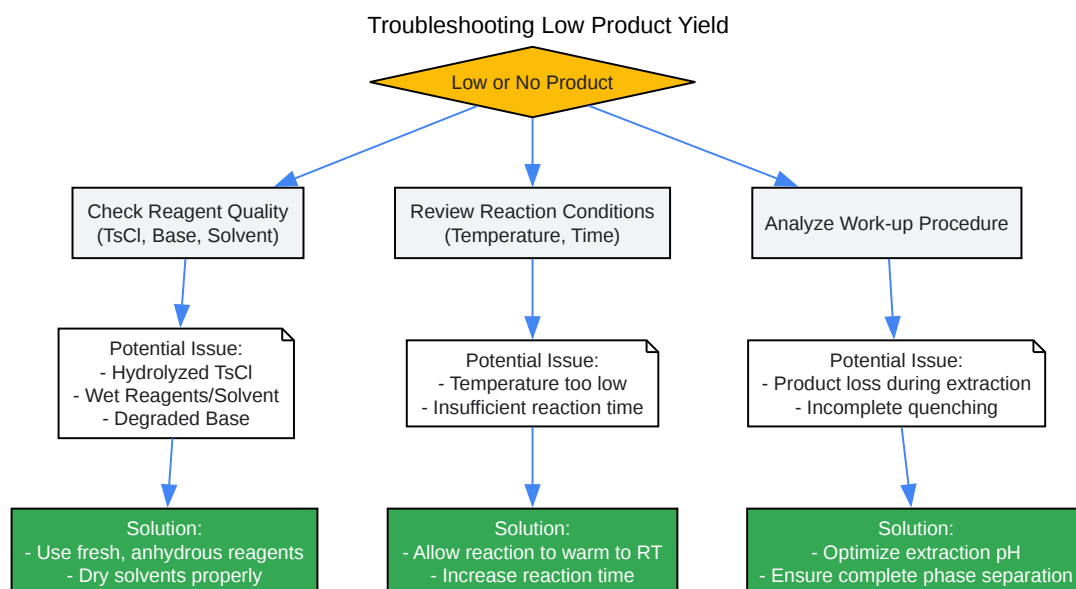 Troubleshooting Low Product Yield
Low or No Product
Check Reagent Quality
(TsCl, Base, Solvent)
Review Reaction Conditions
(Temperature, Time)
Analyze Work-up Procedure
Potential Issue:
- Hydrolyzed TsCl
- Wet Reagents/Solvent
- Degraded Base
Potential Issue:
- Temperature too low
- Insufficient reaction time
Potential Issue:
- Product loss during extraction
- Incomplete quenching
Solution:
- Use fresh, anhydrous reagents
- Dry solvents properly
Solution:
- Allow reaction to warm to RT
- Increase reaction time
Solution:
- Optimize extraction pH
- Ensure complete phase separation